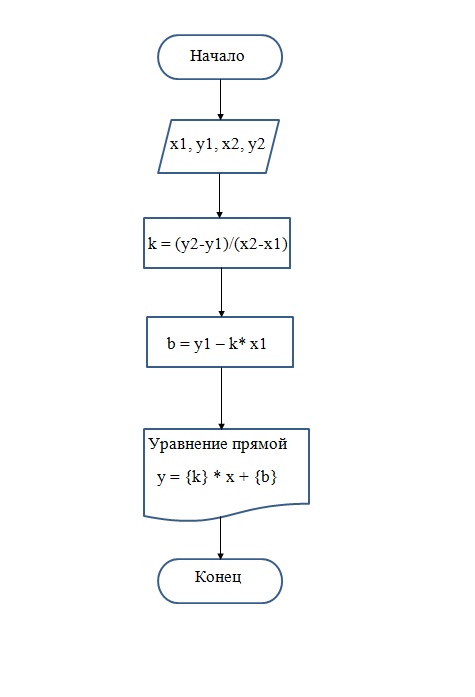 Начало
x1, y1, x2, y2
k = (y2-y1)/(x2-x1)
b = y1 – k* x1
Уравнение прямой
y = {k} * x + {b}
Конец